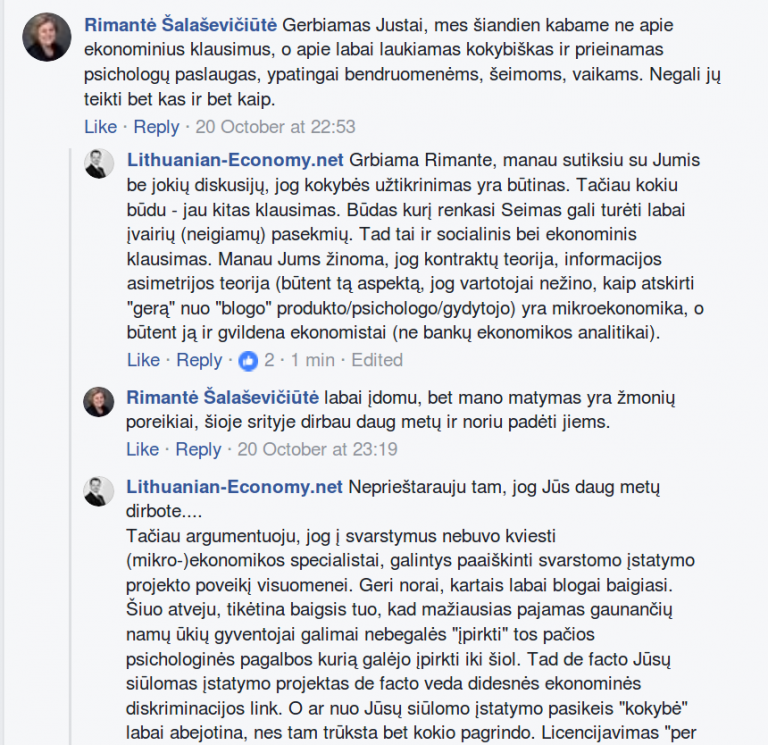 Rimantė Šalaševičiūtė Gerbiamas Justai, mes šiandien kabame ne apie
ekonominius klausimus, o apie labai laukiamas kokybiškas ir prieinamas
psichologų paslaugas, ypatingai bendruomenėms, šeimoms, vaikams. Negali jų
teikti bet kas ir bet kaip.
Like · Reply · 20 October at 22:53
Lithuanian-Economy.net Grbiama Rimante, manau sutiksiu su Jumis
be jokių diskusijų, jog kokybės užtikrinimas yra būtinas. Tačiau kokiu
būdu - jau kitas klausimas. Būdas kurį renkasi Seimas gali turėti labai
įvairių (neigiamų) pasekmių. Tad tai ir socialinis bei ekonominis
klausimas. Manau Jums žinoma, jog kontraktų teorija, informacijos
asimetrijos teorija (būtent tą aspektą, jog vartotojai nežino, kaip atskirti
"gerą" nuo "blogo" produkto/psichologo/gydytojo) yra mikroekonomika, o
būtent ją ir gvildena ekonomistai (ne bankų ekonomikos analitikai).
Like · Reply · 2 · 1 min · Edited
Rimantė Šalaševičiūtė labai įdomu, bet mano matymas yra žmonių
poreikiai, šioje srityje dirbau daug metų ir noriu padėti jiems.
Like · Reply · 20 October at 23:19
Lithuanian-Economy.net Neprieštarauju tam, jog Jūs daug metų
dirbote....
Tačiau argumentuoju, jog į svarstymus nebuvo kviesti
(mikro-)ekonomikos specialistai, galintys paaiškinti svarstomo įstatymo
projekto poveikį visuomenei. Geri norai, kartais labai blogai baigiasi.
Šiuo atveju, tikėtina baigsis tuo, kad mažiausias pajamas gaunančių
namų ūkių gyventojai galimai nebegalės "įpirkti" tos pačios
psichologinės pagalbos kurią galėjo įpirkti iki šiol. Tad de facto Jūsų
siūlomas įstatymo projektas de facto veda didesnės ekonominės
diskriminacijos link. O ar nuo Jūsų siūlomo įstatymo pasikeis "kokybė"
labai abejotina, nes tam trūksta bet kokio pagrindo. Licencijavimas "per